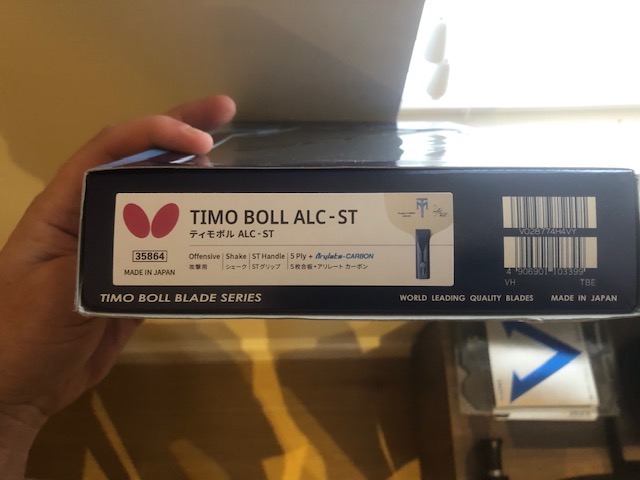 TIMO BOLL ALC-ST
ティモボル ALC-ST
35864
MADE IN JAPAN
Offensive Shake ST Handle 5 Ply + Arylate-CARBON
攻撃用 シェーク STグリップ 5枚合板+アリレート カーボン
V028774H4VY
4 906901 103399
VH TBE
TIMO BOLL BLADE SERIES
WORLD LEADING QUALITY BLADES MADE IN JAPAN